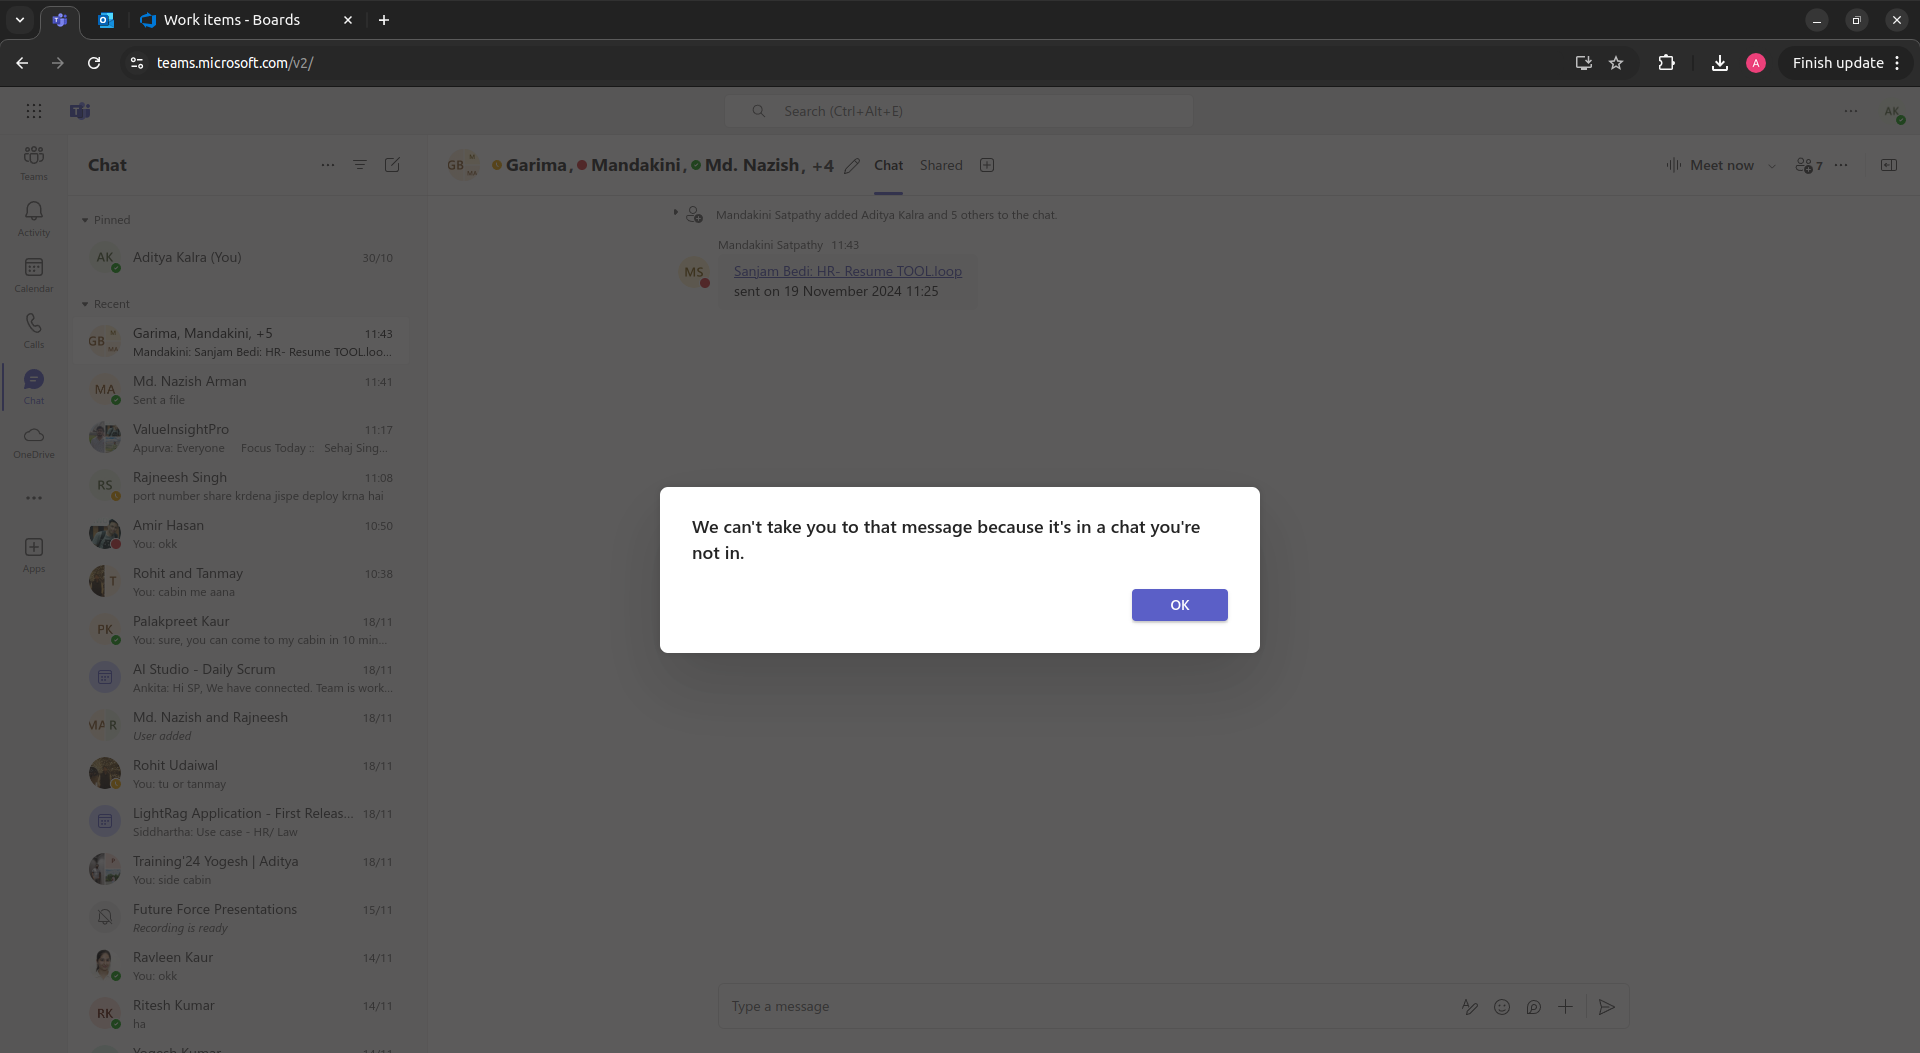 Work items - Boards
teams.microsoft.com/v2/
A
Finish update
Search (Ctrl+Alt+E)
AK
Teams
Activity
Calendar
Calls
Chat
OneDrive
Apps
Chat
Pinned
AK
Aditya Kalra (You)
30/10
Recent
GB M MA
Garima, Mandakini, +5
11:43
Mandakini: Sanjam Bedi: HR- Resume TOOL.loo...
MA
Md. Nazish Arman
11:41
Sent a file
ValueInsightPro
11:17
Apurva: Everyone Focus Today :: Sehaj Sing...
RS
Rajneesh Singh
11:08
port number share krdena jispe deploy krna hai
Amir Hasan
10:50
You: okk
T
Rohit and Tanmay
10:38
You: cabin me aana
PK
Palakpreet Kaur
18/11
You: sure, you can come to my cabin in 10 min...
AI Studio - Daily Scrum
18/11
Ankita: Hi SP, We have connected. Team is work...
MAR R
Md. Nazish and Rajneesh
18/11
User added
Rohit Udaiwal
18/11
You: tu or tanmay
LightRag Application - First Releas...
18/11
Siddhartha: Use case - HR/ Law
Training'24 Yogesh | Aditya
18/11
You: side cabin
Future Force Presentations
15/11
Recording is ready
Ravleen Kaur
14/11
You: okk
RK
Ritesh Kumar
14/11
ha
Yogesh Kumar
14/11
GB M MA
Garima, Mandakini, Md. Nazish, +4
Chat
Shared
Meet now
7
Mandakini Satpathy added Aditya Kalra and 5 others to the chat.
Mandakini Satpathy 11:43
MS
Sanjam Bedi: HR- Resume TOOL.loop
sent on 19 November 2024 11:25
We can't take you to that message because it's in a chat you're
not in.
OK
Type a message